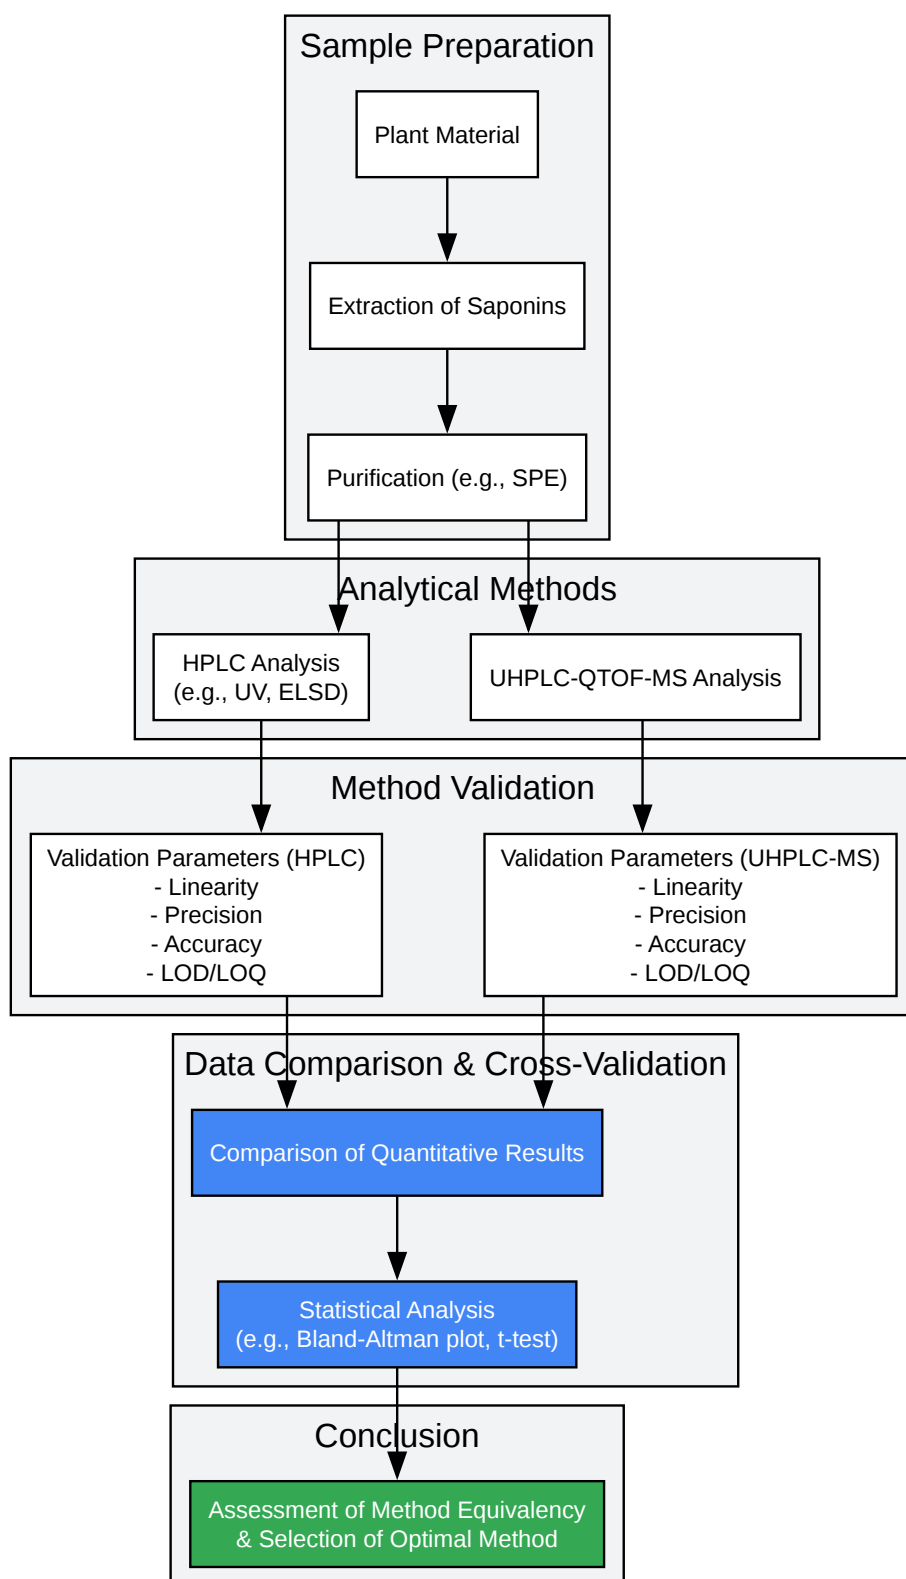 Sample Preparation
Plant Material
Extraction of Saponins
Purification (e.g., SPE)
Analytical Methods
HPLC Analysis
(e.g., UV, ELSD)
UHPLC-QTOF-MS Analysis
Method Validation
Validation Parameters (HPLC)
- Linearity
- Precision
- Accuracy
- LOD/LOQ
Validation Parameters (UHPLC-MS)
- Linearity
- Precision
- Accuracy
- LOD/LOQ
Data Comparison & Cross-Validation
Comparison of Quantitative Results
Statistical Analysis
(e.g., Bland-Altman plot, t-test)
Conclusion
Assessment of Method Equivalency
& Selection of Optimal Method